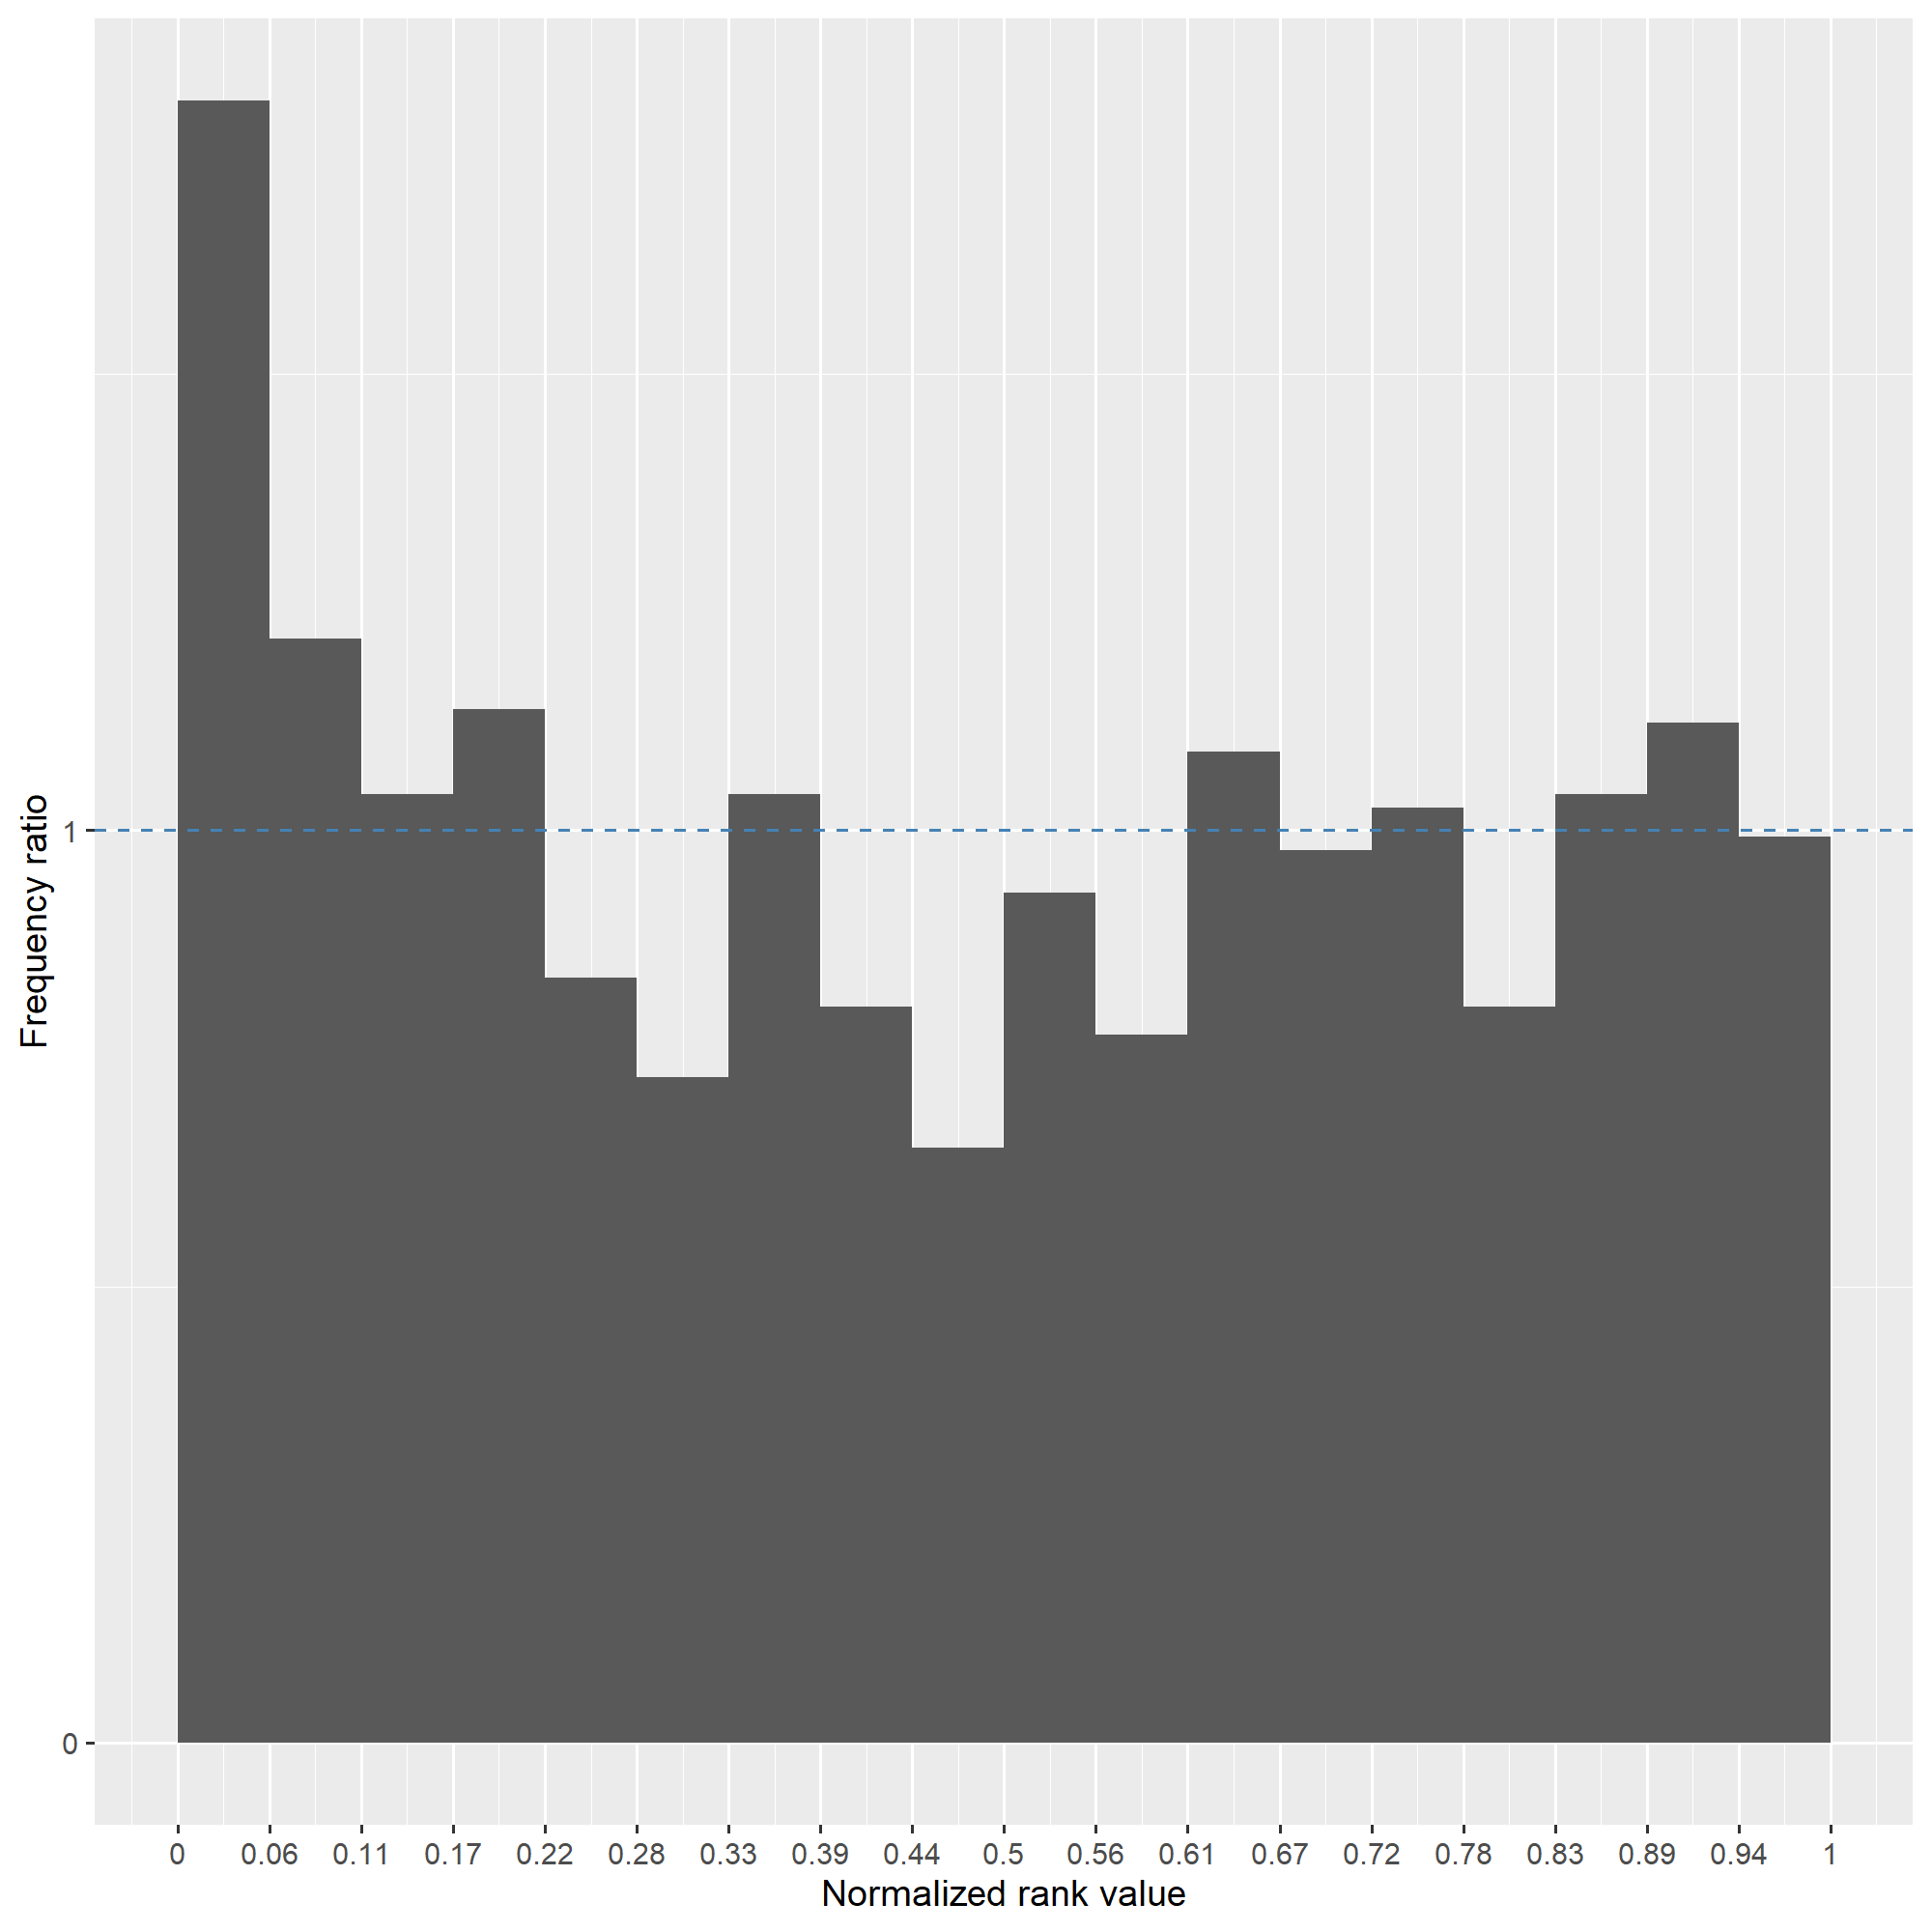 Frequency ratio
1
0
0 0.06 0.11 0.17 0.22 0.28 0.33 0.39 0.44 0.5 0.56 0.61 0.67 0.72 0.78 0.83 0.89 0.94 1
Normalized rank value